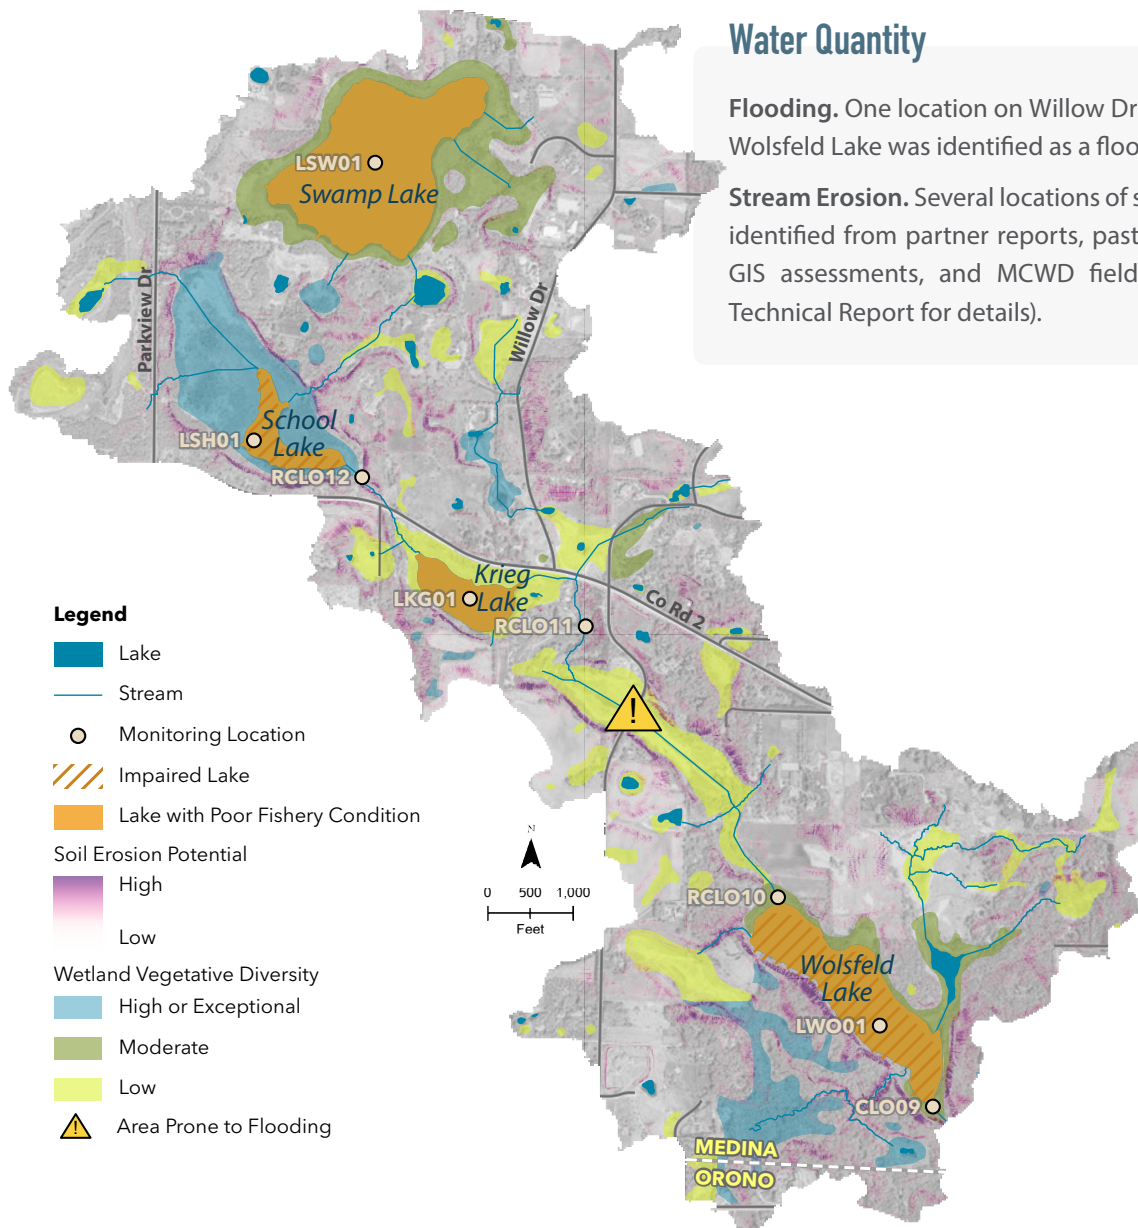 Water Quantity
Flooding. One location on Willow Dr
Wolsfeld Lake was identified as a floo
Stream Erosion. Several locations of s
identified from partner reports, past
GIS assessments, and MCWD field
Technical Report for details).
LSW01
Swamp Lake
Parkview Dr
Willow Dr
School
Lake
LSH01
RCLO12
Krieg
Lake
LKG01
RCLO11
Co Rd 2
!
Legend
Lake
Stream
Monitoring Location
Impaired Lake
Lake with Poor Fishery Condition
Soil Erosion Potential
High
Low
Wetland Vegetative Diversity
High or Exceptional
Moderate
Low
! Area Prone to Flooding
N
0 500 1,000
Feet
RCLO10
Wolsfeld
Lake
LWO01
CLO09
MEDINA
ORONO